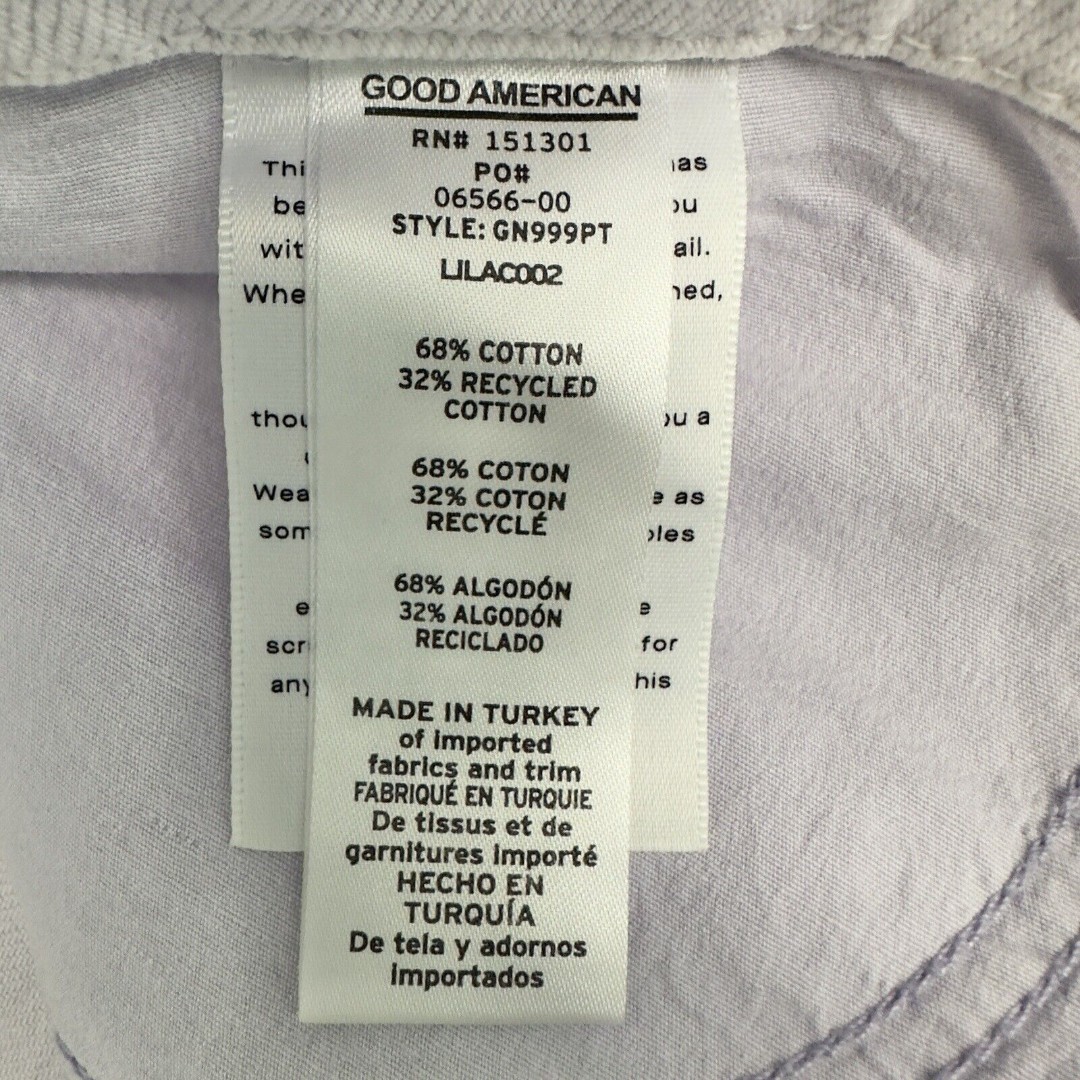 GOOD AMERICAN
RN# 151301
PO#
06566-00
STYLE: GN999PT
LILAC002
68% COTTON
32% RECYCLED
COTTON
68% COTON
32% COTON
RECYCLÉ
68% ALGODÓN
32% ALGODÓN
RECICLADO
MADE IN TURKEY
of imported
fabrics and trim
FABRIQUÉ EN TURQUIE
De tissus et de
garnitures importé
HECHO EN
TURQUÍA
De tela y adornos
importados
as
for